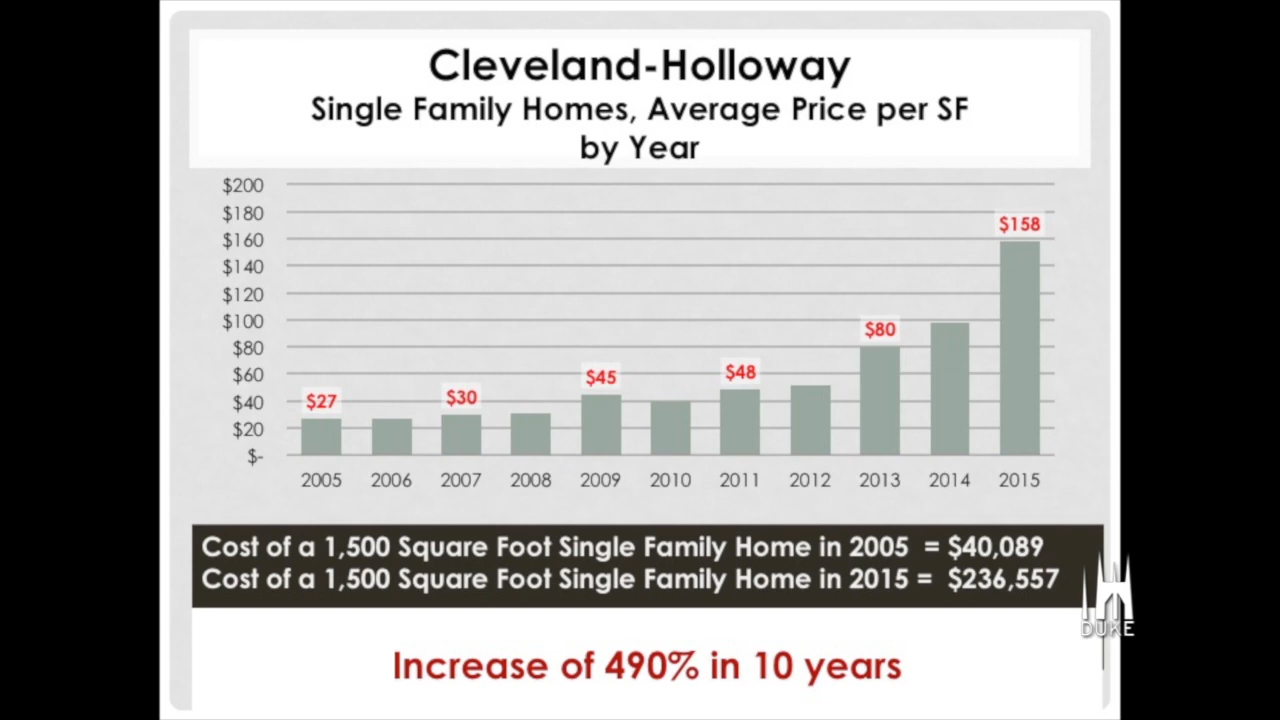 Cleveland-Holloway
Single Family Homes, Average Price per SF
by Year
$200
$180
$160
$140
$120
$100
$80
$60
$40
$20
$-
$27
$30
$45
$48
$80
$158
2005 2006 2007 2008 2009 2010 2011 2012 2013 2014 2015
Cost of a 1,500 Square Foot Single Family Home in 2005 = $40,089
Cost of a 1,500 Square Foot Single Family Home in 2015 = $236,557
DUKE
Increase of 490% in 10 years